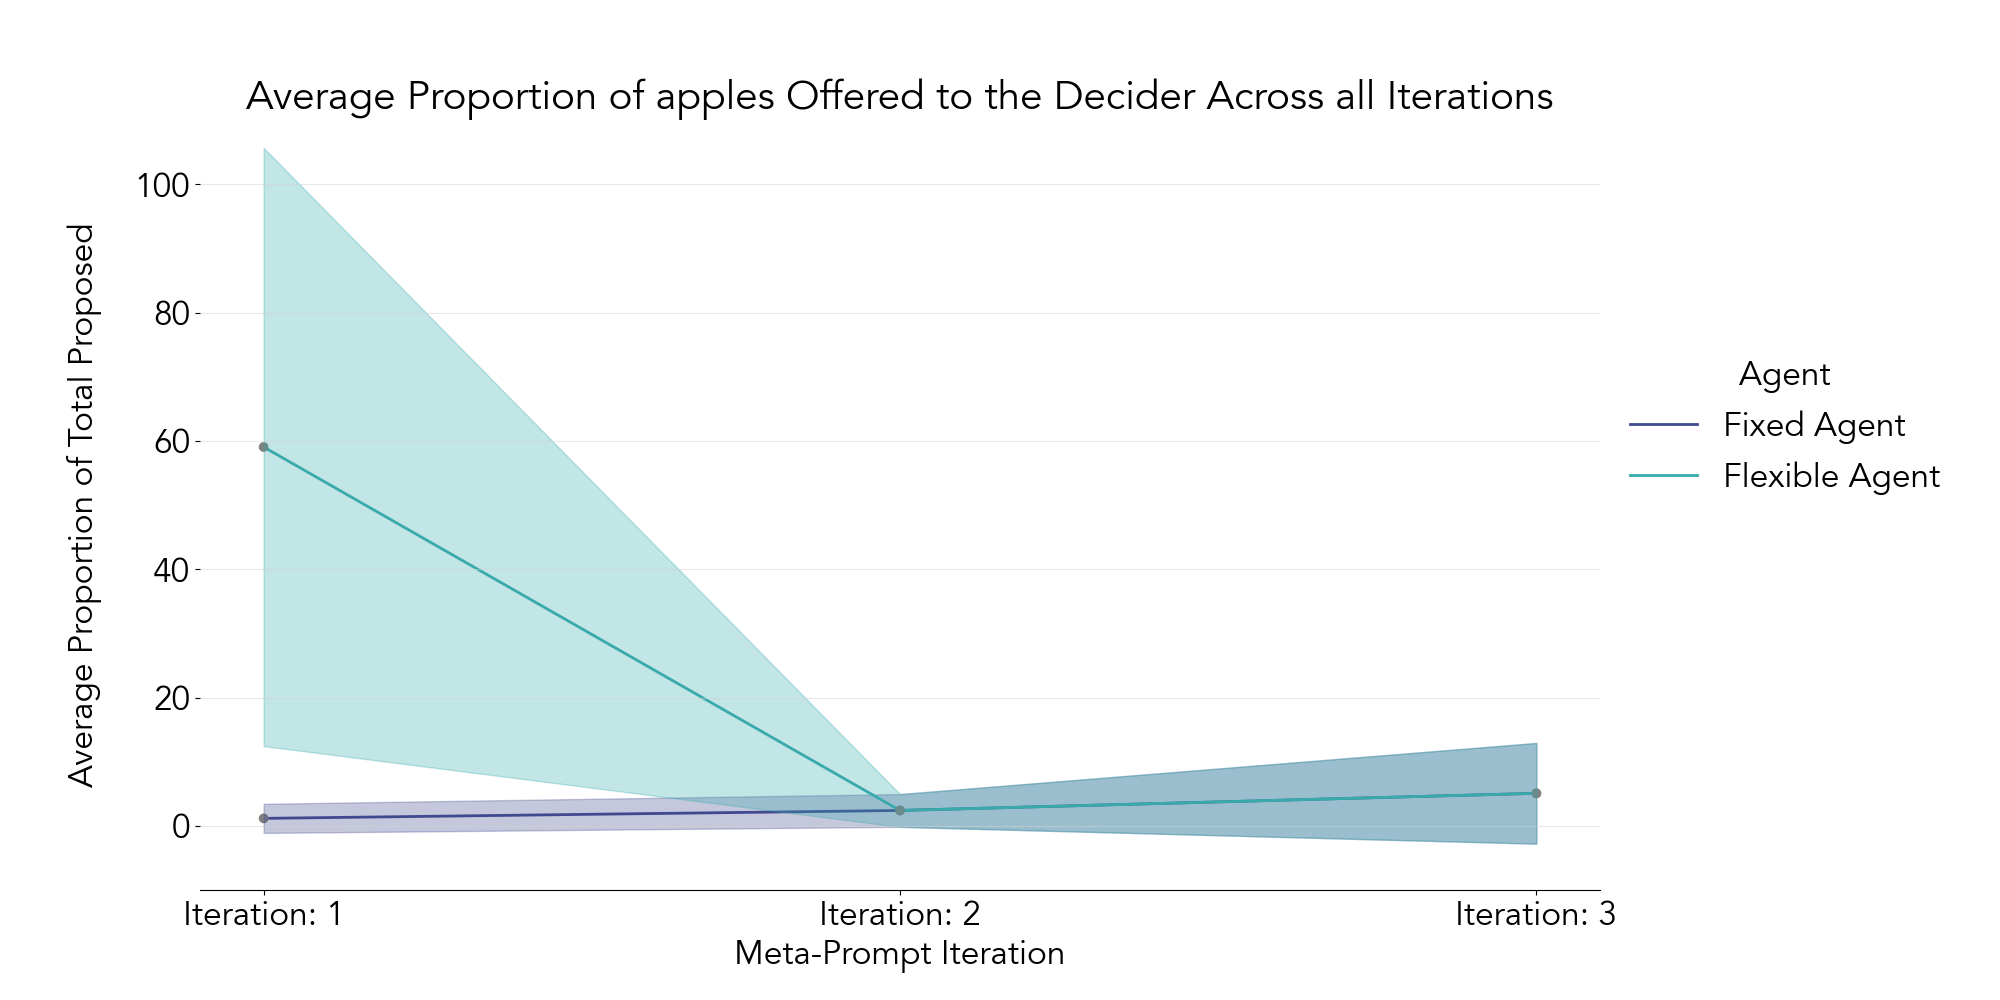 Average Proportion of apples Offered to the Decider Across all Iterations
Average Proportion of Total Proposed
100
80
60
40
20
0
Iteration: 1
Iteration: 2
Iteration: 3
Meta-Prompt Iteration
Agent
Fixed Agent
Flexible Agent